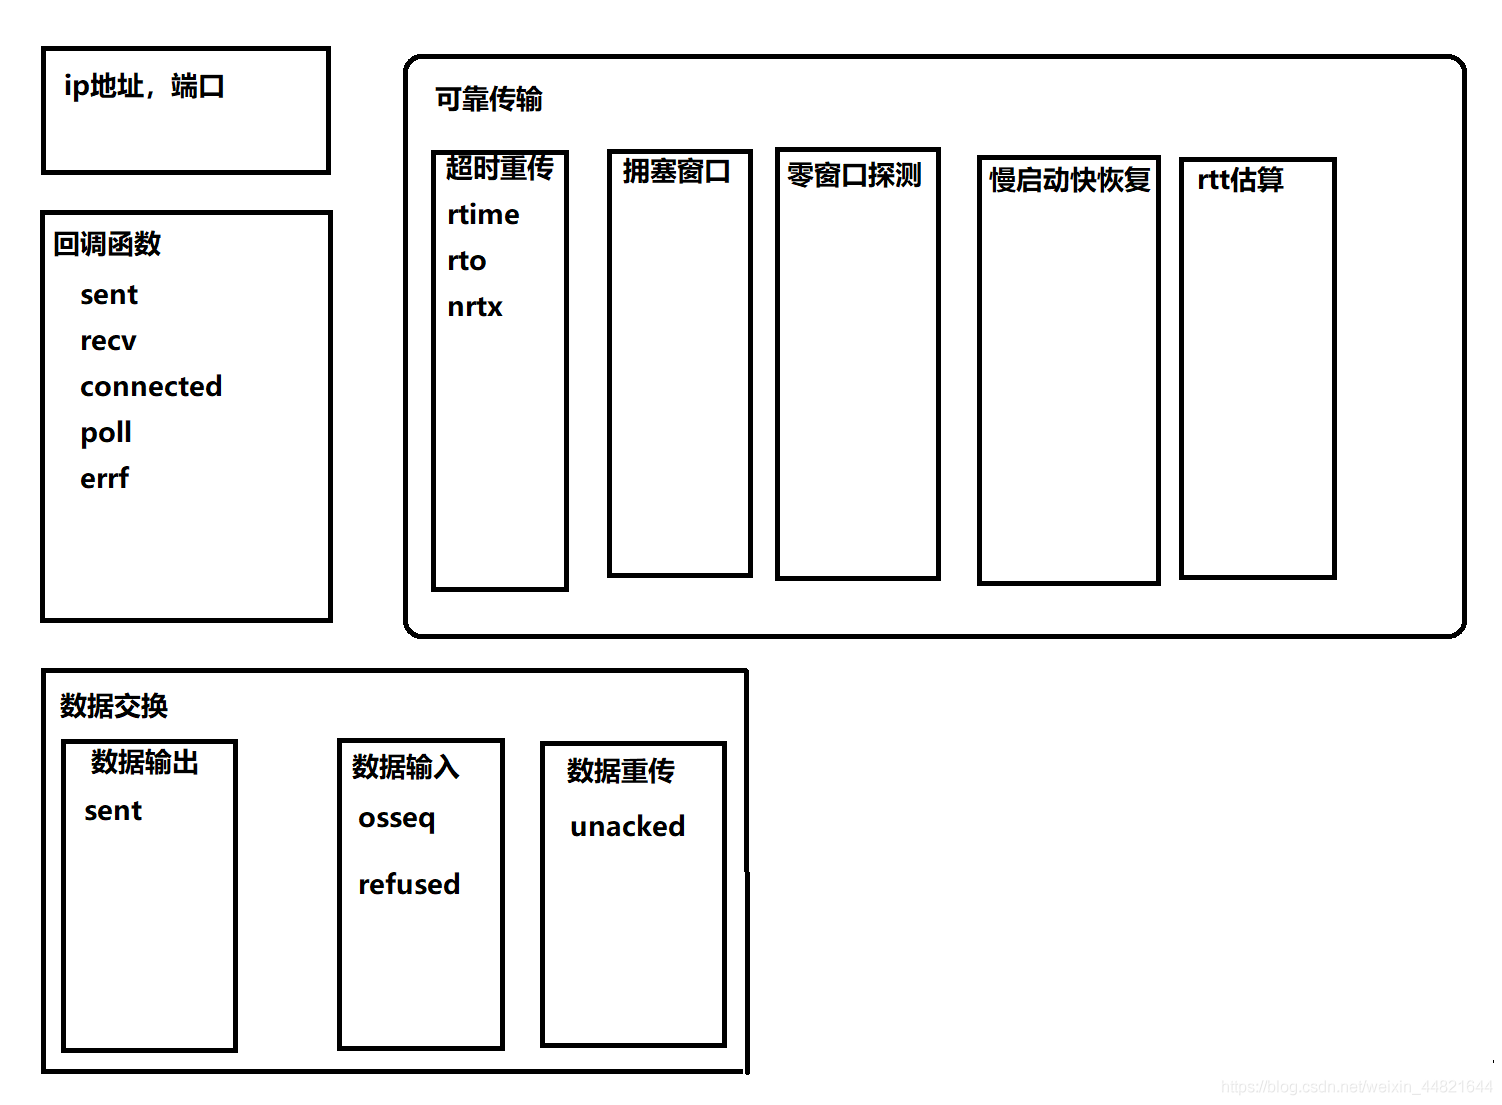 ip地址，端口
回调函数
sent
recv
connected
poll
errf
可靠传输
超时重传
rtime
rto
nrtx
拥塞窗口
零窗口探测
慢启动快恢复
rtt估算
数据交换
数据输出
sent
数据输入
osseq
refused
数据重传
unacked
https://blog.csdn.net/weixin_44821644